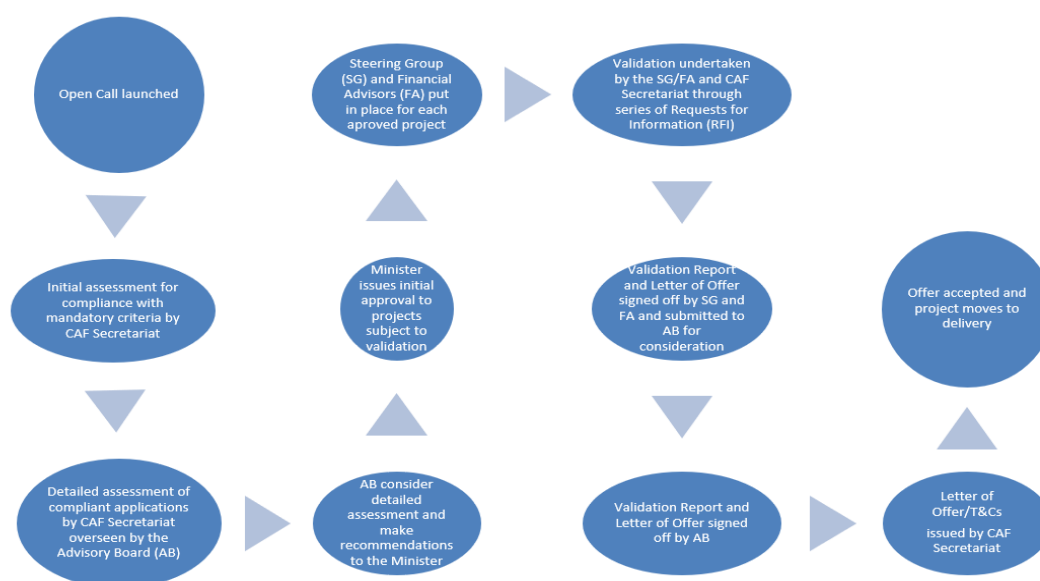 Open Call launched
Initial assessment for
compliance with
mandatory criteria by
CAF Secretariat
Detailed assessment of
compliant applications
by CAF Secretariat
overseen by the
Advisory Board (AB)
AB consider
detailed
assessment and
make
recommendations
to the Minister
Minister
issues initial
approval to
projects
subject to
validation
Steering Group
(SG) and Financial
Advisors (FA) put
in place for each
aproved project
Validation undertaken
by the SG/FA and CAF
Secretariat through
series of Requests for
Information (RFI)
Validation Report
and Letter of Offer
signed off by SG and
FA and submitted to
AB for
consideration
Validation Report and
Letter of Offer signed
off by AB
Letter of
Offer/T&Cs
issued by CAF
Secretariat
Offer accepted and
project moves to
delivery